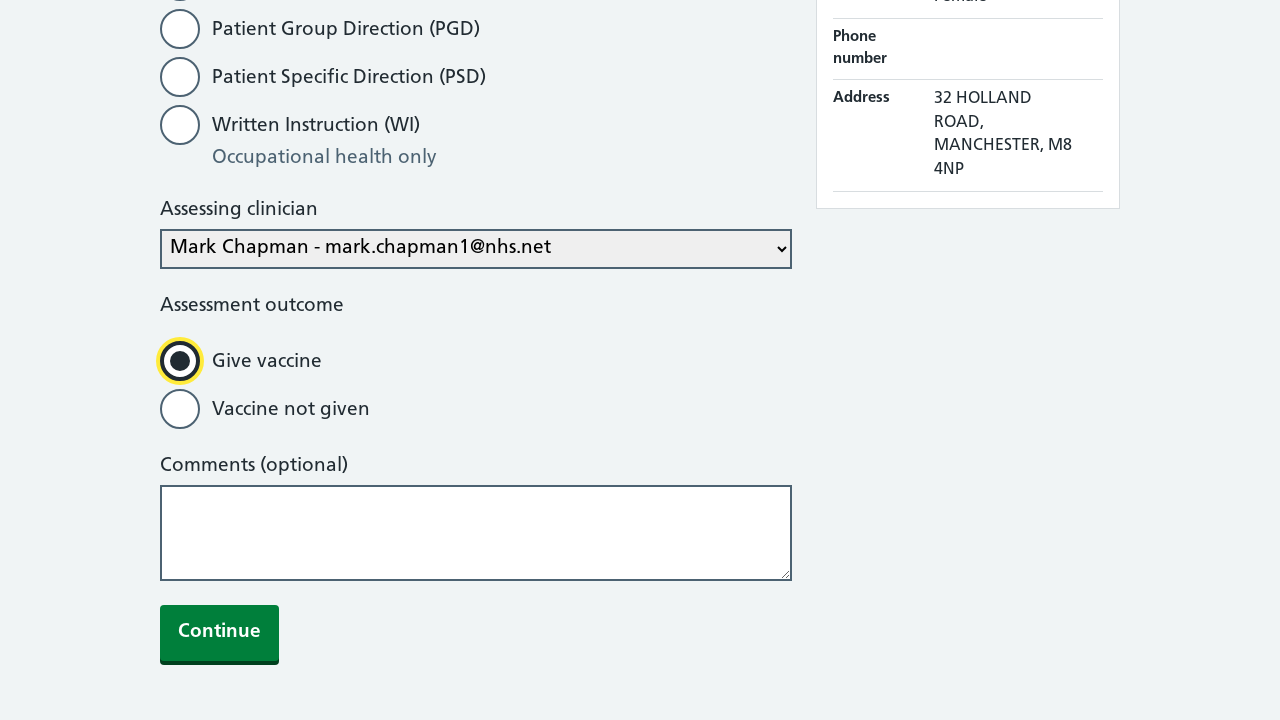 Patient Group Direction (PGD)
Patient Specific Direction (PSD)
Written Instruction (WI)
Occupational health only
Assessing clinician
Mark Chapman - mark.chapman1@nhs.net
Assessment outcome
Give vaccine
Vaccine not given
Comments (optional)
Continue
Phone
number
Address
32 HOLLAND
ROAD,
MANCHESTER, M8
4NP